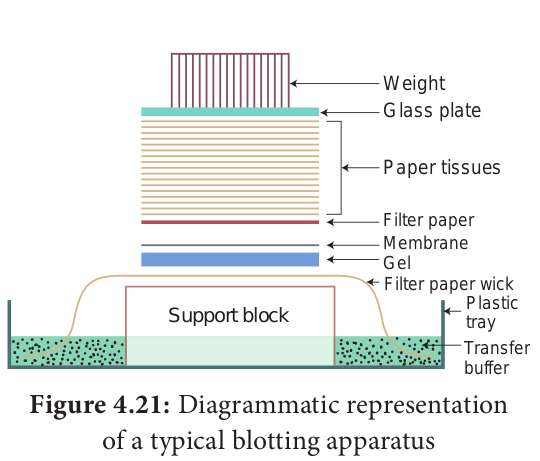 Weight
Glass plate
Paper tissues
Filter paper
Membrane
Gel
Filter paper wick
Plastic
tray
Support block
Transfer
buffer
Figure 4.21: Diagrammatic representation
of a typical blotting apparatus